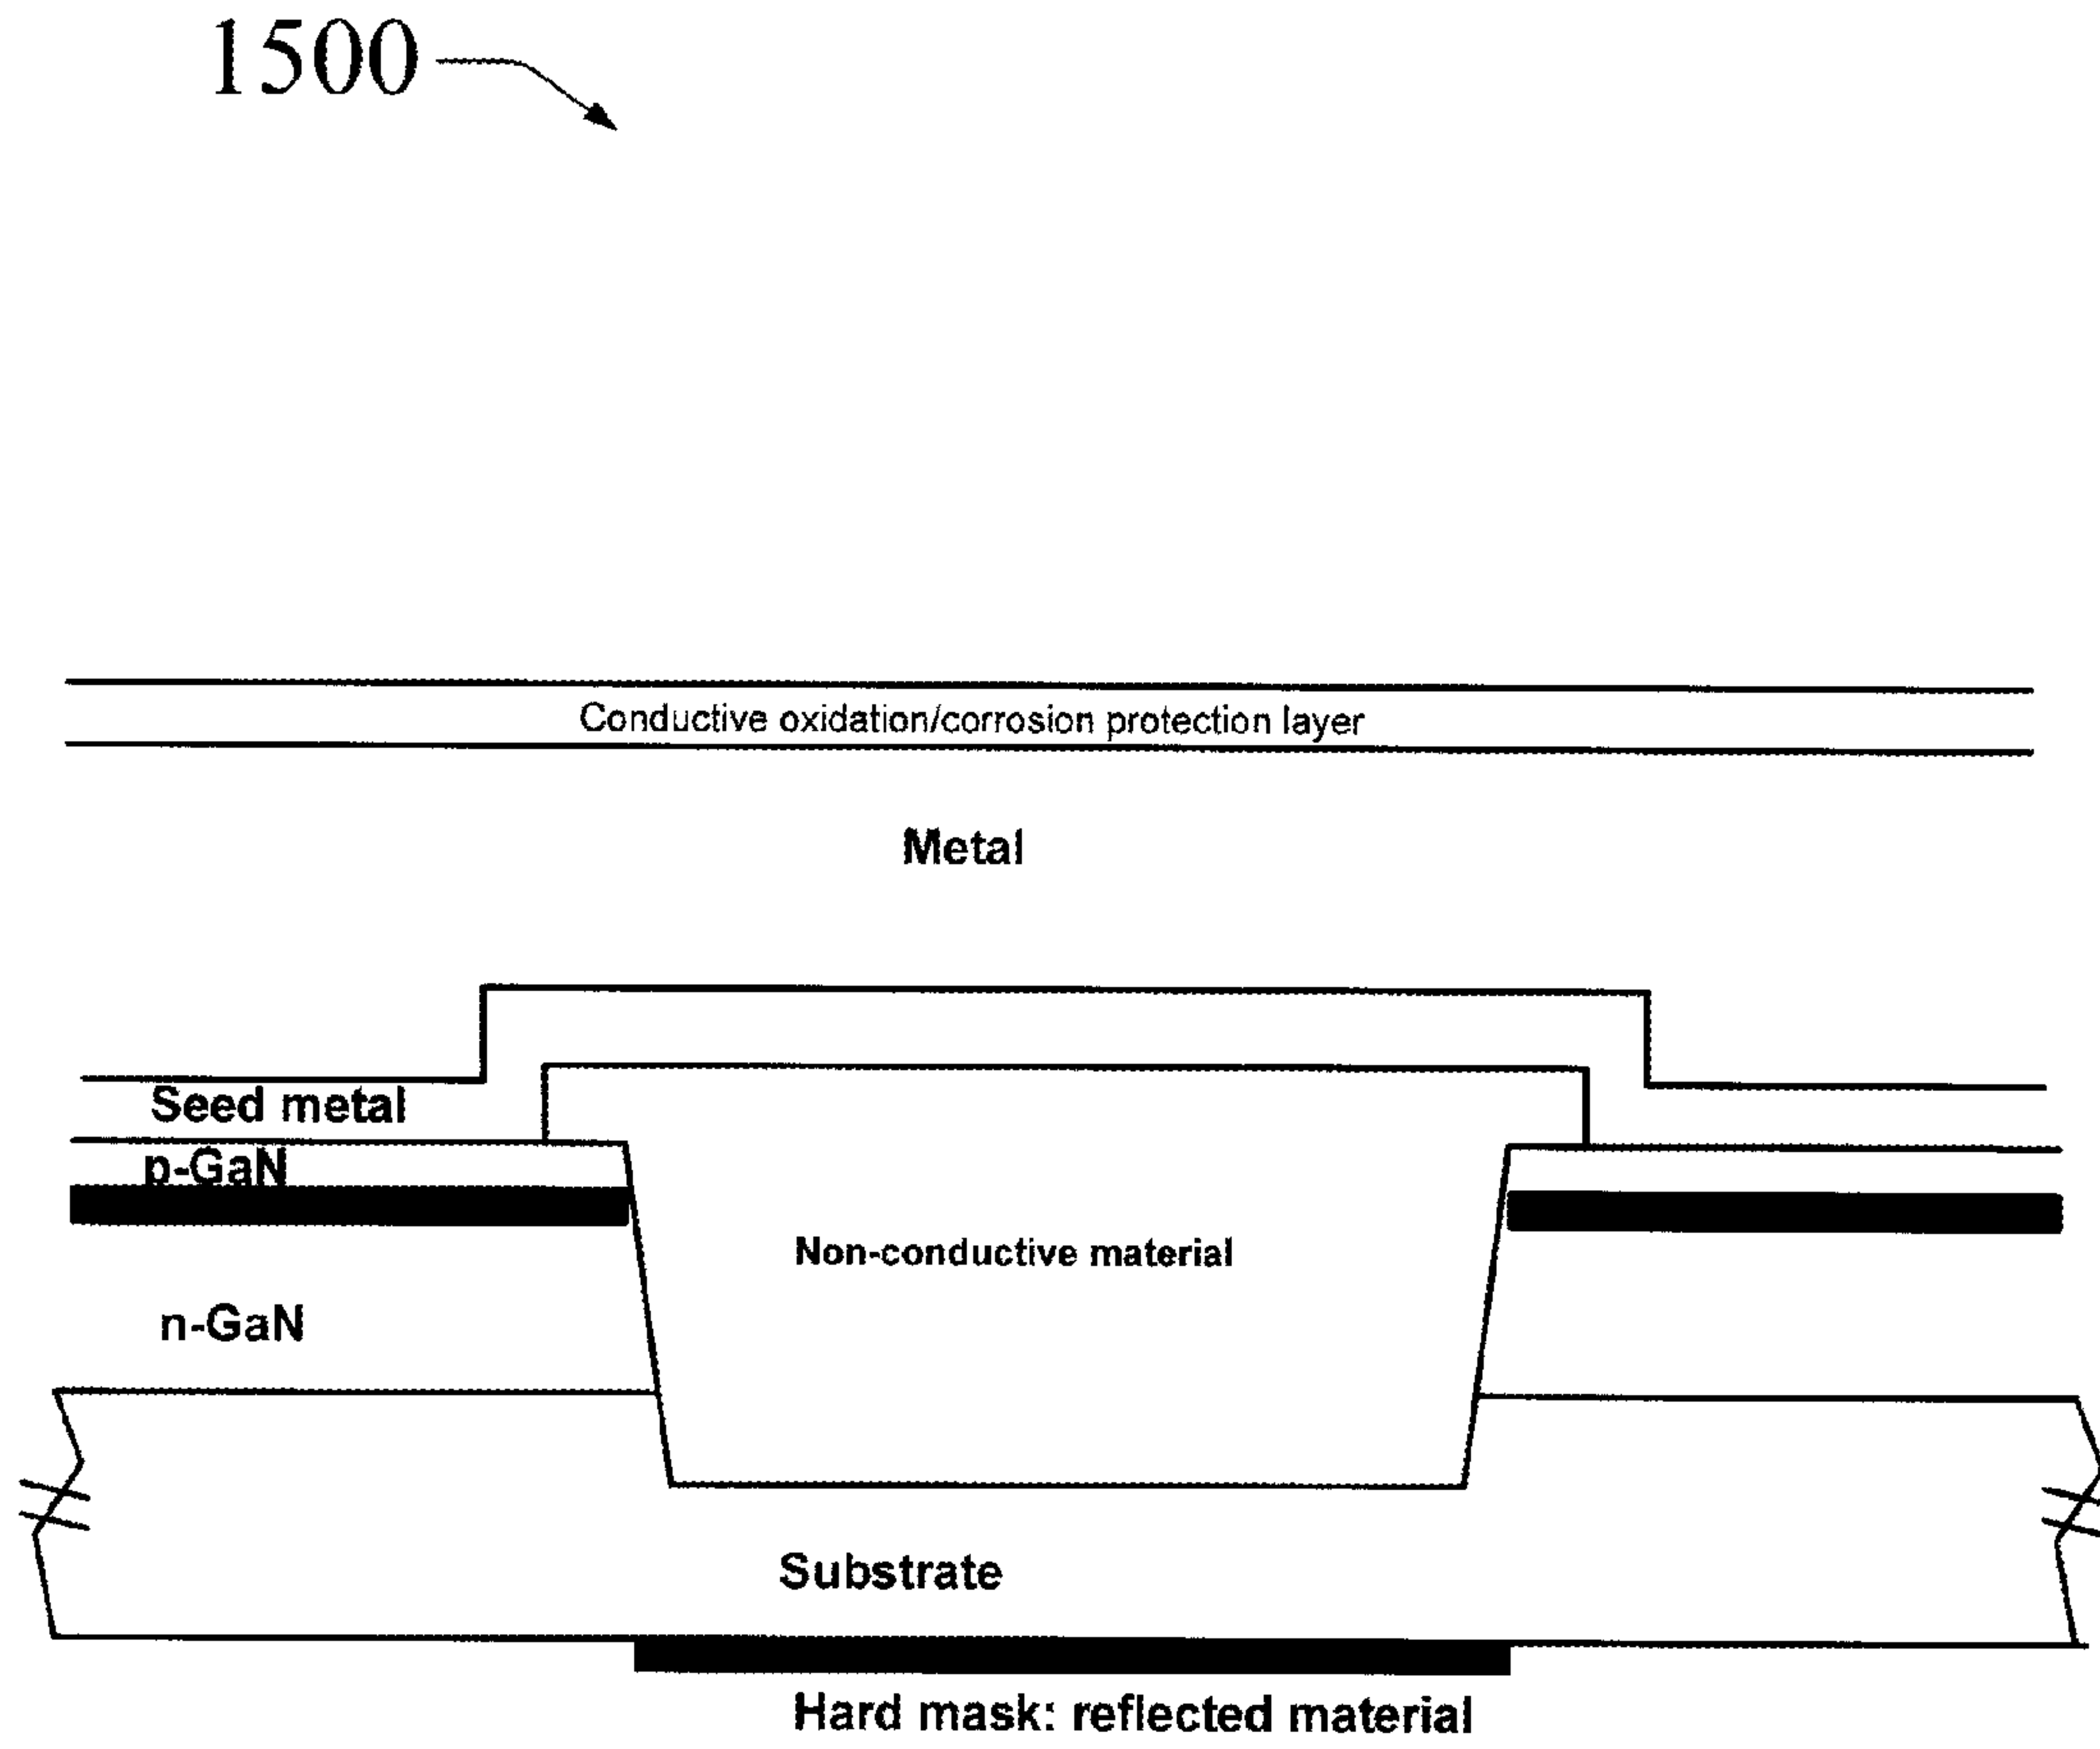 1500
Conductive oxidation/corrosion protection layer
Metal
Seed metal
p-GaN
Non-conductive material
n-GaN
Substrate
Hard mask: reflected material